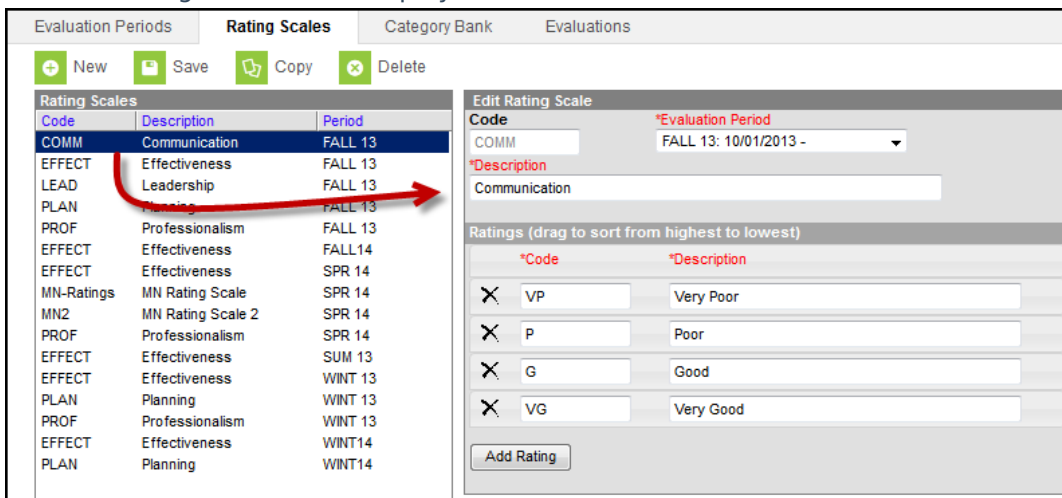 Evaluation Periods Rating Scales Category Bank Evaluations
New Save Copy Delete
Rating Scales
Code Description Period
COMM Communication FALL 13
EFFECT Effectiveness FALL 13
LEAD Leadership FALL 13
PLAN Planning FALL 13
PROF Professionalism FALL 13
EFFECT Effectiveness FALL14
EFFECT Effectiveness SPR 14
MN-Ratings MN Rating Scale SPR 14
MN2 MN Rating Scale 2 SPR 14
PROF Professionalism SPR 14
EFFECT Effectiveness SUM 13
EFFECT Effectiveness WINT 13
PLAN Planning WINT 13
PROF Professionalism WINT 13
EFFECT Effectiveness WINT14
PLAN Planning WINT14
Edit Rating Scale
Code *Evaluation Period
COMM FALL 13: 10/01/2013 -
*Description
Communication
Ratings (drag to sort from highest to lowest)
*Code *Description
VP Very Poor
P Poor
G Good
VG Very Good
Add Rating